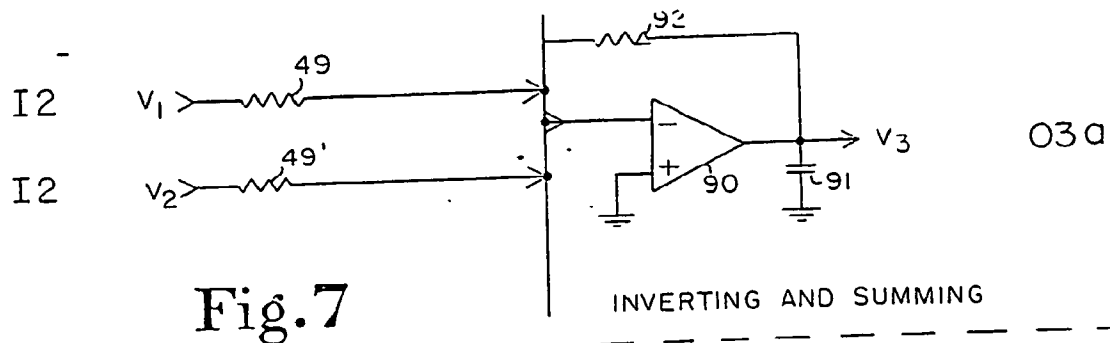 92
49
I2 V1 V3 O3a
- +
49'
I2 V2 90 91
Fig.7 INVERTING AND SUMMING